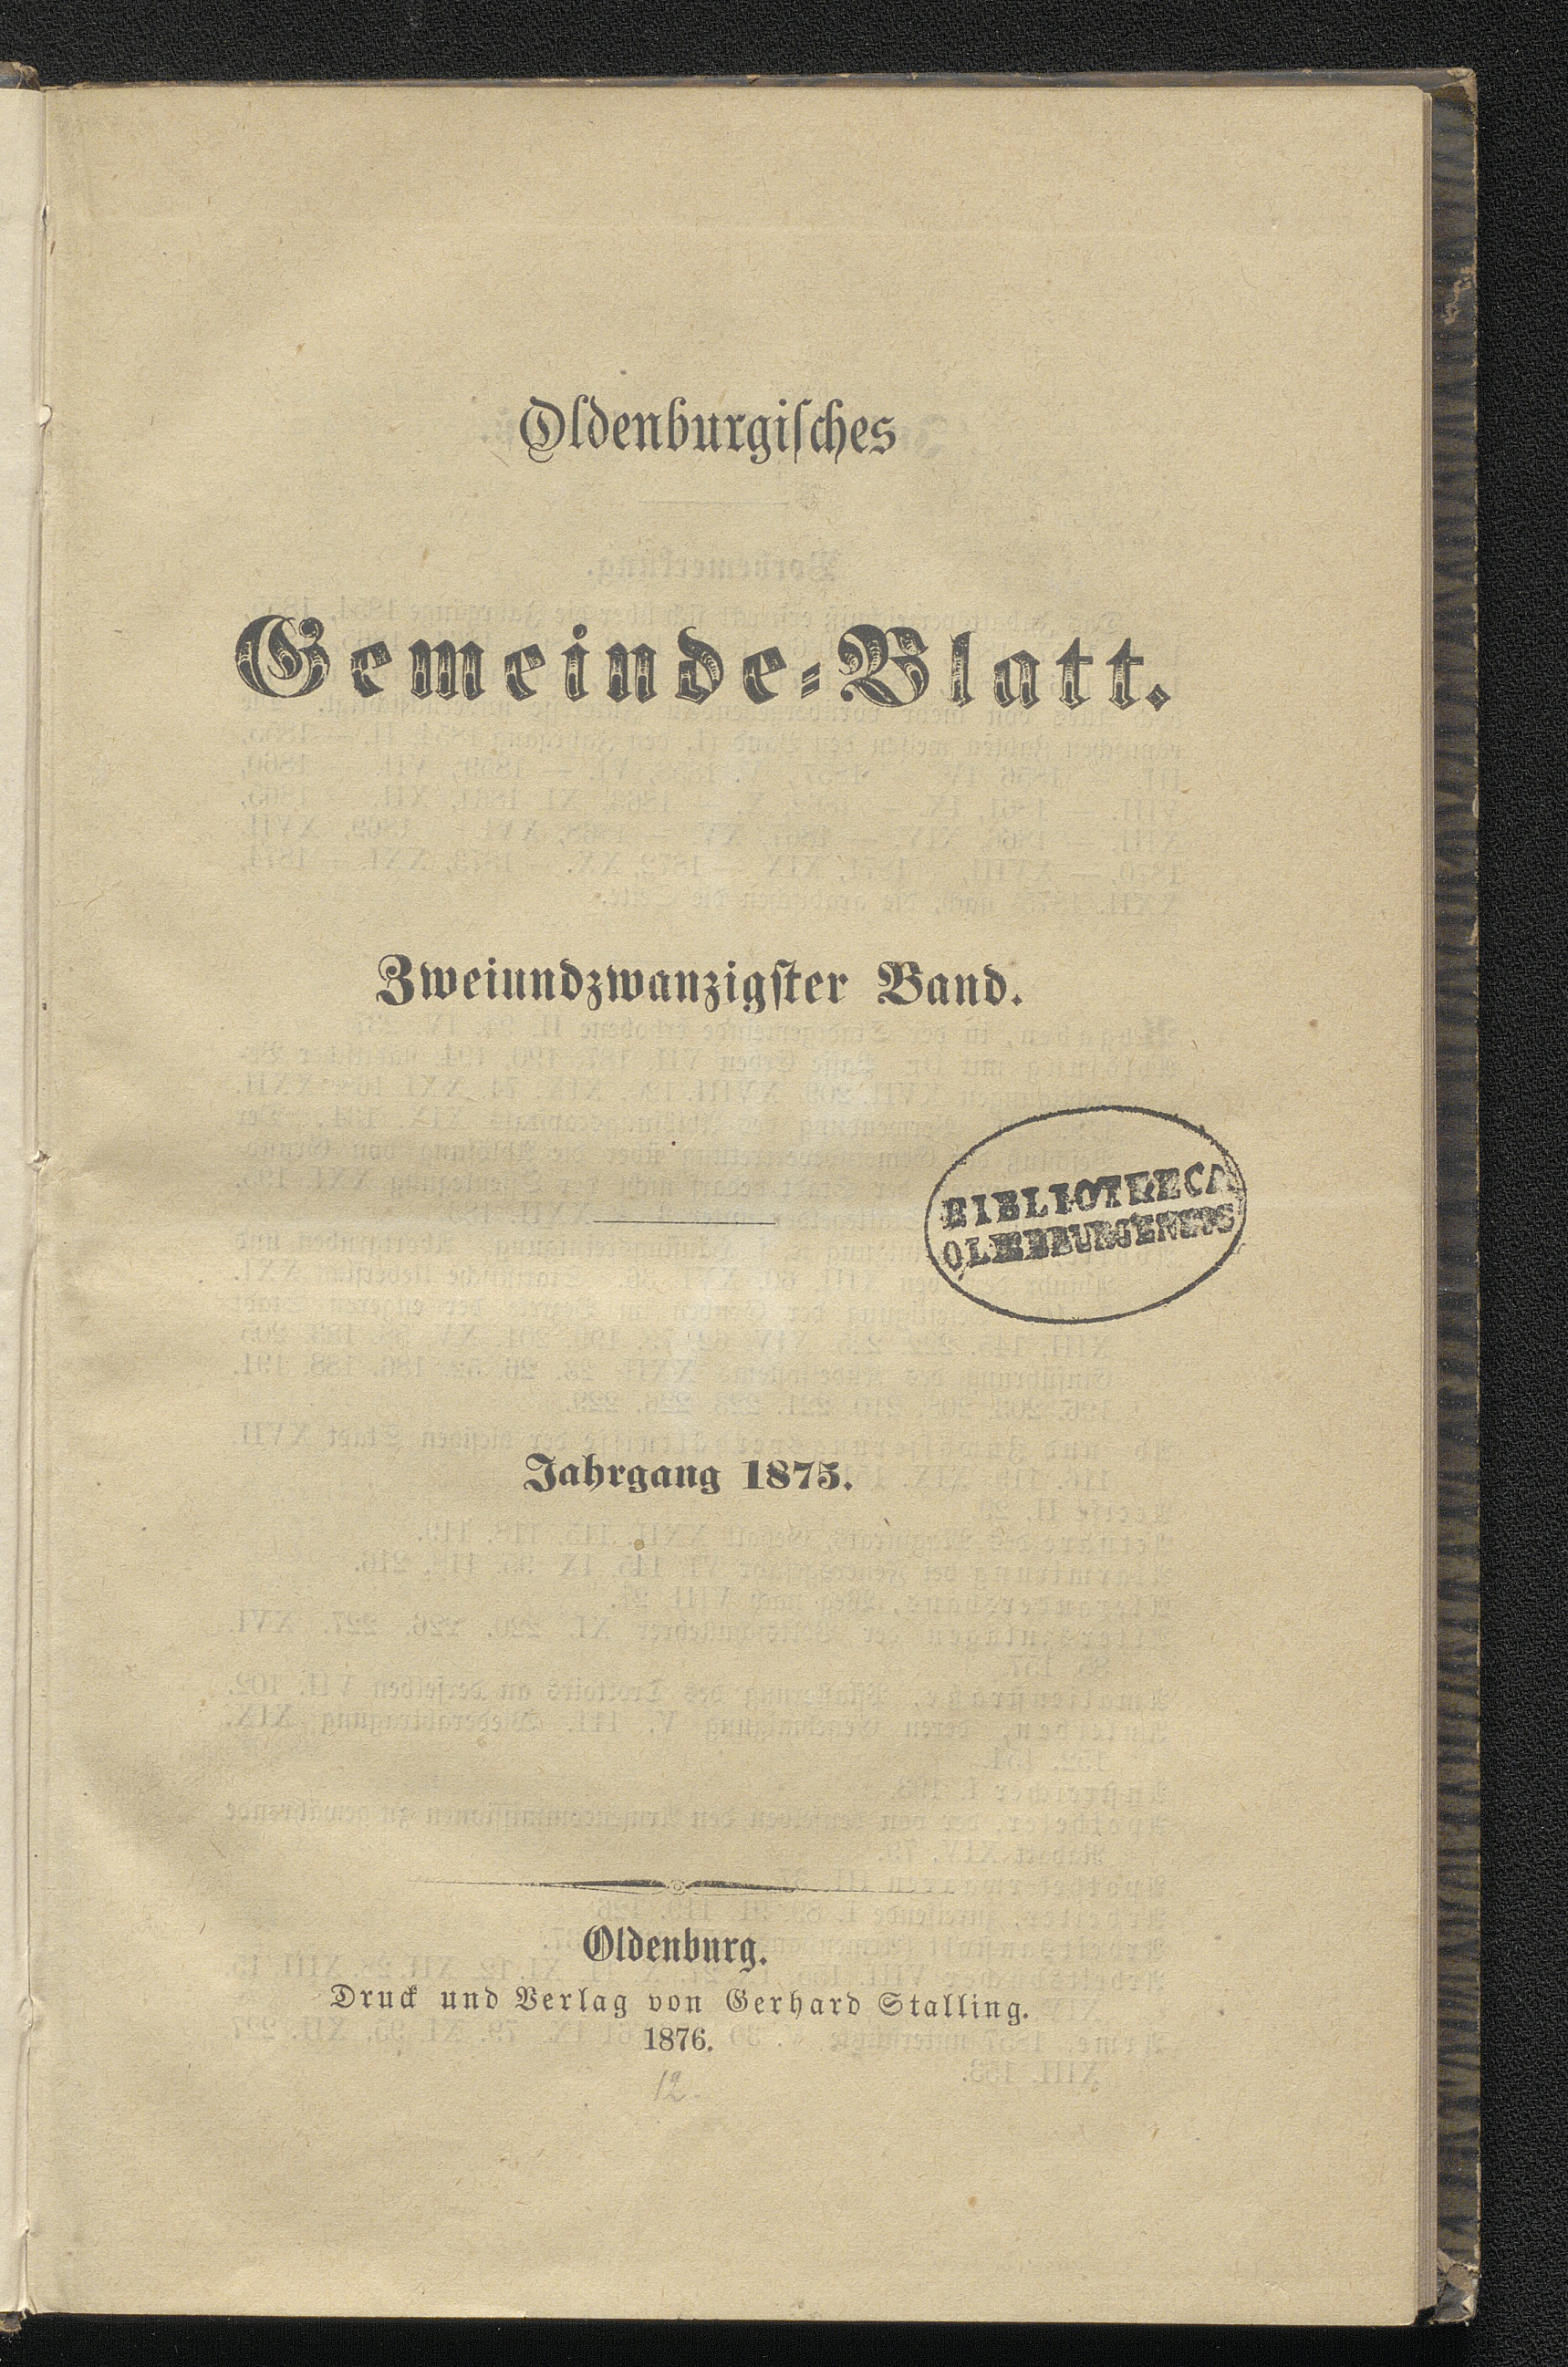 Oldenburgisches
Gemeinde-Blatt.
Zweiundzwanzigster Band.
BIBLIOTHECA
OLDENBURGENSIS
Jahrgang 1875.
Oldenburg.
Druck und Verlag von Gerhard Stalling.
1876.
12.